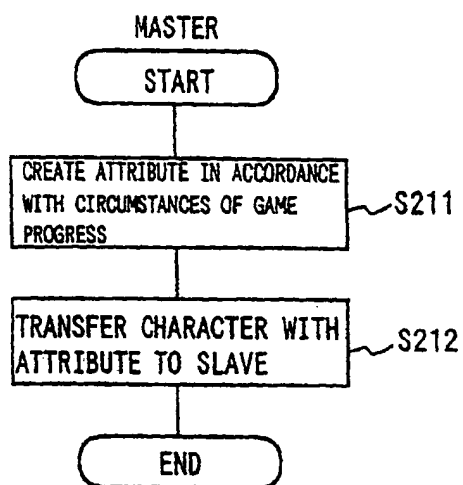 MASTER
START
CREATE ATTRIBUTE IN ACCORDANCE
WITH CIRCUMSTANCES OF GAME
PROGRESS
S211
TRANSFER CHARACTER WITH
ATTRIBUTE TO SLAVE
S212
END